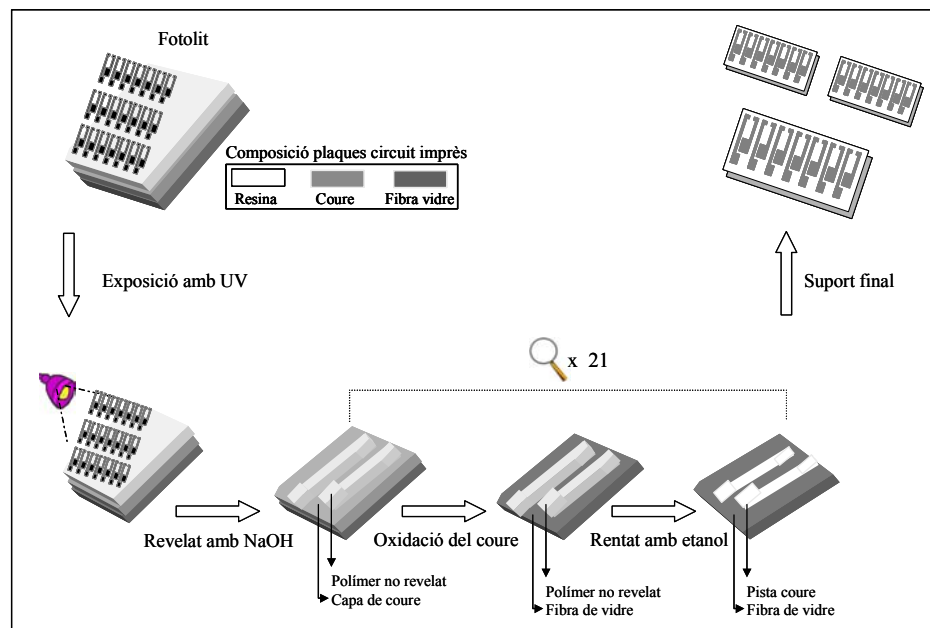 Fotolit
Composició plaques circuit imprès
Resina Coure Fibra vidre
Exposició amb UV
Suport final
x 21
Revelat amb NaOH
Oxidació del coure
Rentat amb etanol
Polímer no revelat
Capa de coure
Polímer no revelat
Fibra de vidre
Pista coure
Fibra de vidre